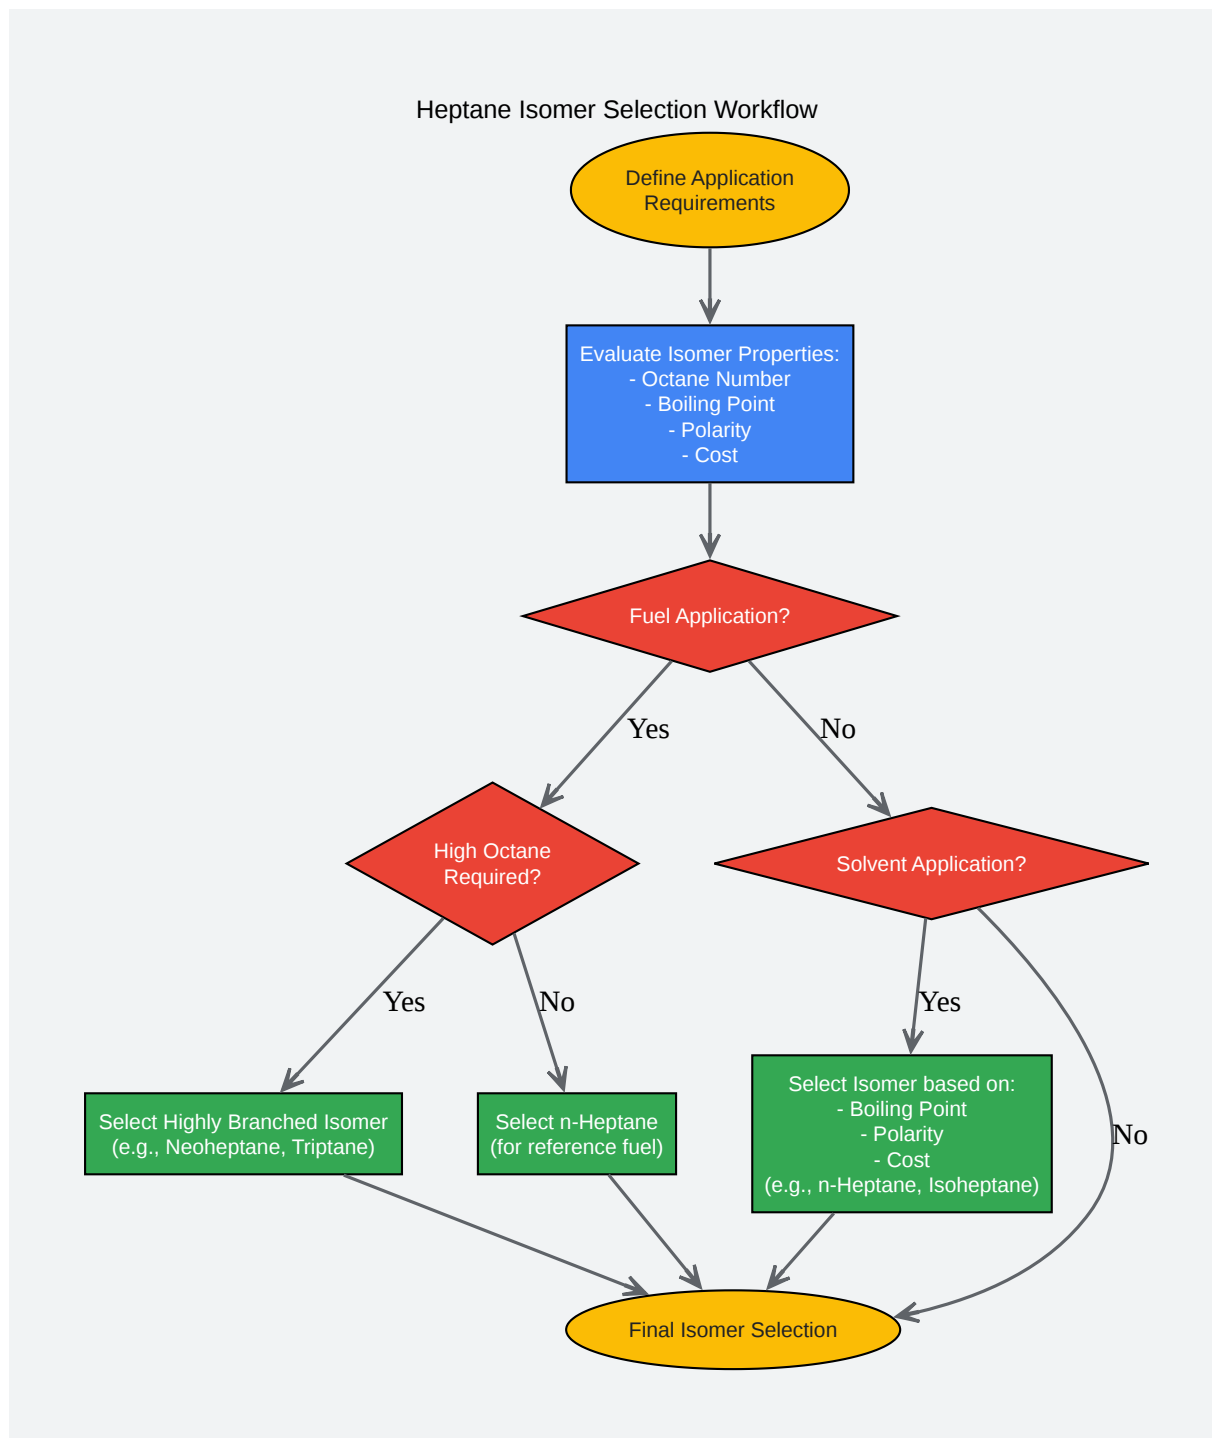 Heptane Isomer Selection Workflow
Define Application
Requirements
Evaluate Isomer Properties:
- Octane Number
- Boiling Point
- Polarity
- Cost
Fuel Application?
Yes
No
High Octane
Required?
Solvent Application?
Yes
No
Yes
No
Select Highly Branched Isomer
(e.g., Neoheptane, Triptane)
Select n-Heptane
(for reference fuel)
Select Isomer based on:
- Boiling Point
- Polarity
- Cost
(e.g., n-Heptane, Isoheptane)
Final Isomer Selection